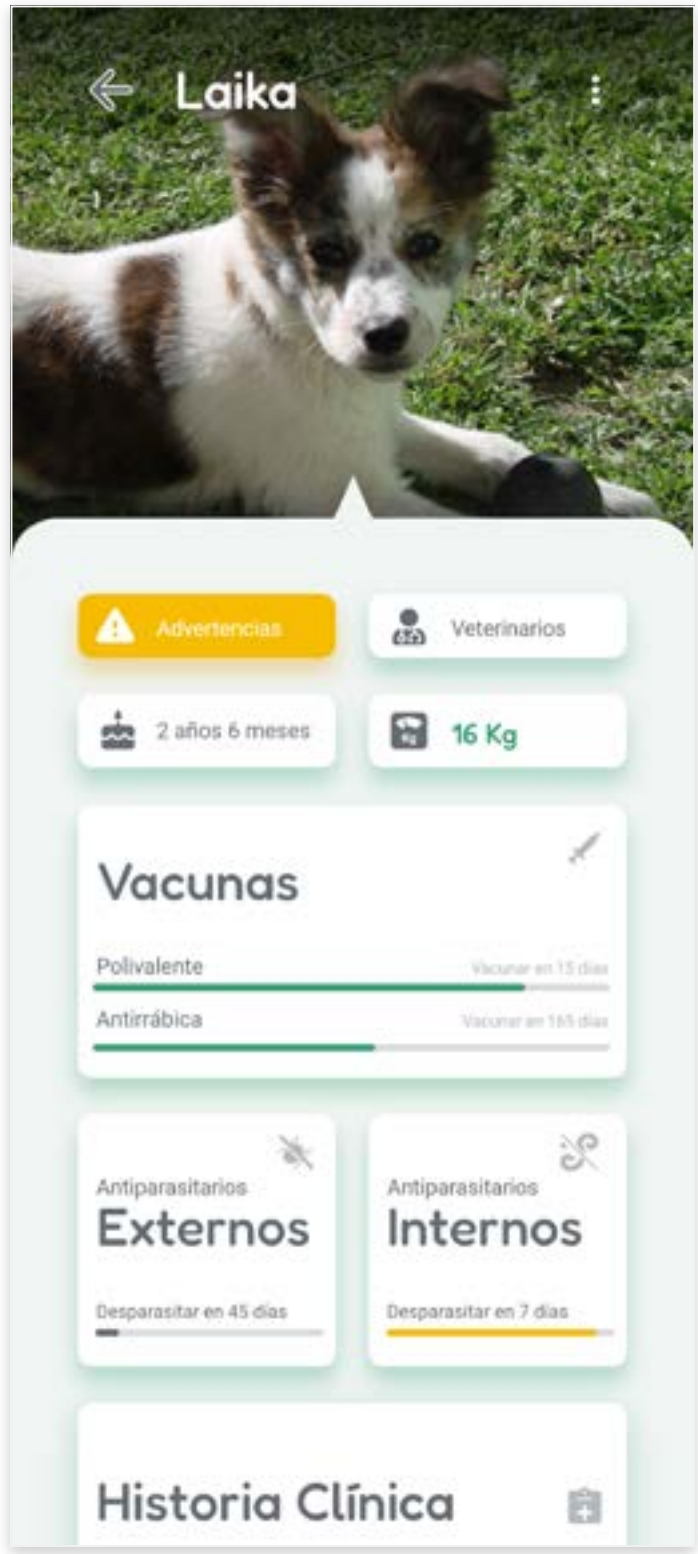 Laika
Advertencias
Veterinarios
2 años 6 meses
16 Kg
Vacunas
Polivalente
Vacunar en 15 días
Antirrábica
Vacunar en 165 días
Antiparasitarios
Externos
Desparasitar en 45 días
Antiparasitarios
Internos
Desparasitar en 7 días
Historia Clínica